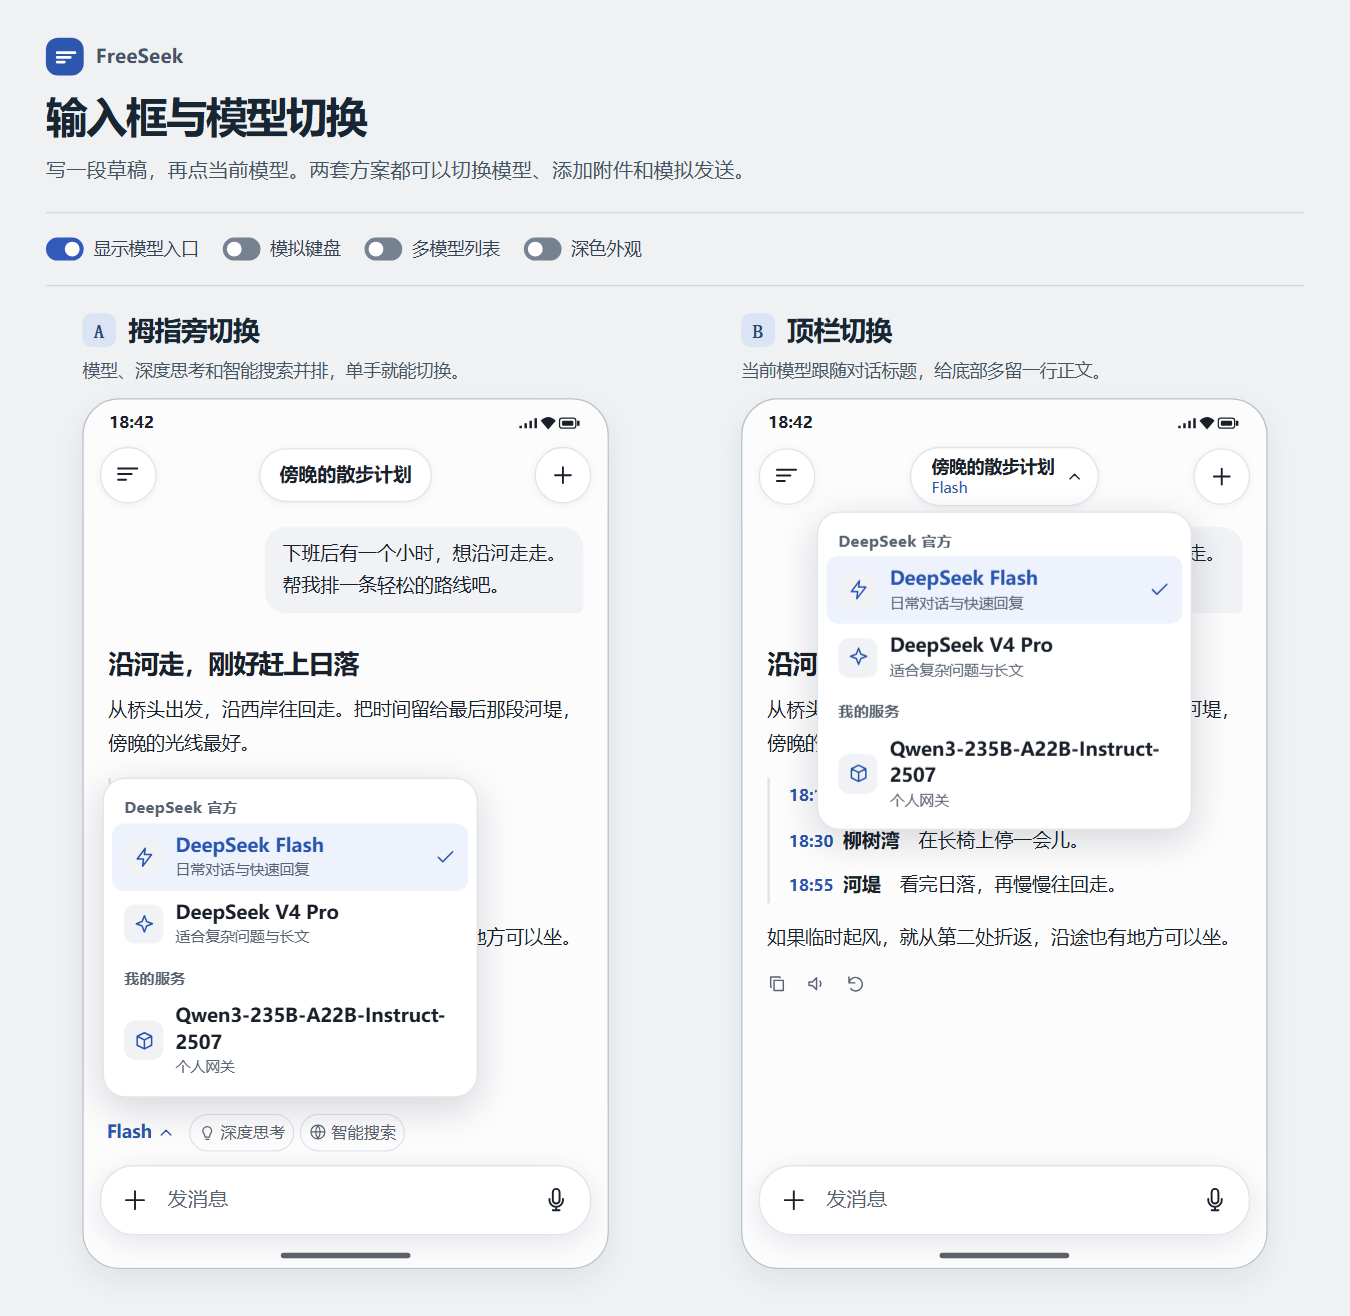 FreeSeek
输入框与模型切换
写一段草稿，再点当前模型。两套方案都可以切换模型、添加附件和模拟发送。
显示模型入口
模拟键盘
多模型列表
深色外观
A 拇指旁切换
模型、深度思考和智能搜索并排，单手就能切换。
18:42
傍晚的散步计划
下班后有一个小时，想沿河走走。
帮我排一条轻松的路线吧。
沿河走，刚好赶上日落
从桥头出发，沿西岸往回走。把时间留给最后那段河堤，
傍晚的光线最好。
DeepSeek 官方
DeepSeek Flash
日常对话与快速回复
DeepSeek V4 Pro
适合复杂问题与长文
地方可以坐。
我的服务
Qwen3-235B-A22B-Instruct-
2507
个人网关
Flash
深度思考
智能搜索
发消息
B 顶栏切换
当前模型跟随对话标题，给底部多留一行正文。
18:42
傍晚的散步计划
Flash
走。
DeepSeek 官方
DeepSeek Flash
日常对话与快速回复
DeepSeek V4 Pro
适合复杂问题与长文
我的服务
Qwen3-235B-A22B-Instruct-
2507
个人网关
沿河
从桥头
河堤，
傍晚的
18:
18:30 柳树湾 在长椅上停一会儿。
18:55 河堤 看完日落，再慢慢往回走。
如果临时起风，就从第二处折返，沿途也有地方可以坐。
发消息